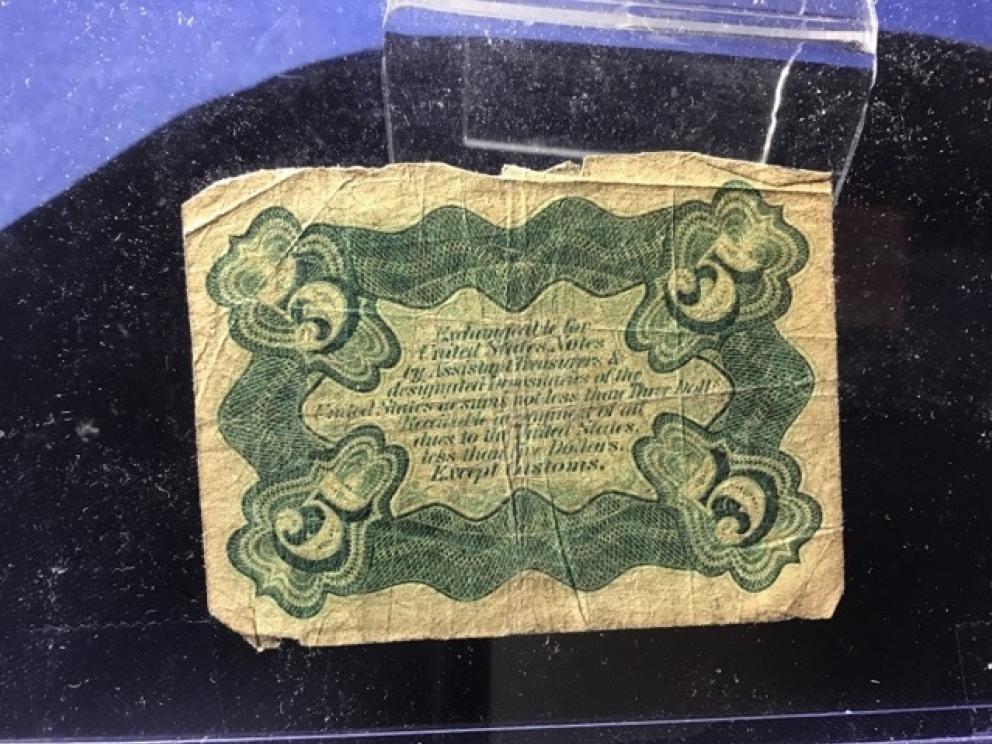 Exchangeable for
United States Notes
by Assistant Treasurers &
designated Depositaries of the
United States in sums not less than Three Dolls.
Receivable in payment of all
dues to the United States
less than Five Dollars.
Except Customs.